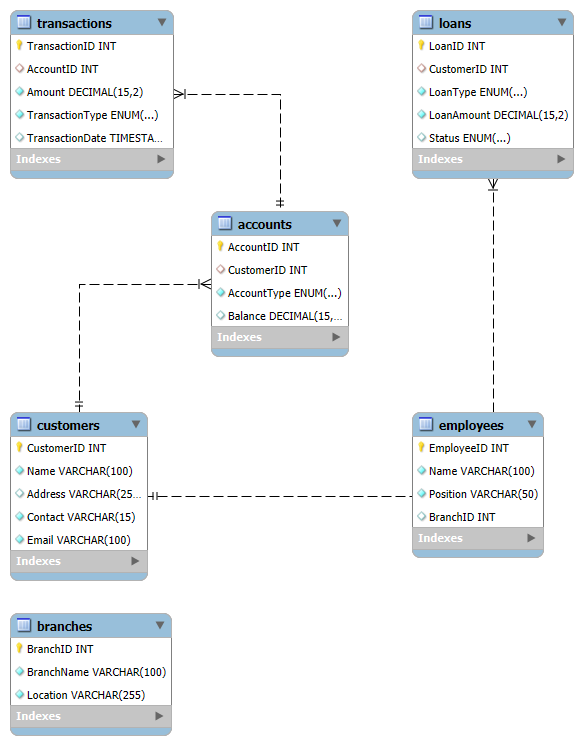 transactions
TransactionID INT
AccountID INT
Amount DECIMAL(15,2)
TransactionType ENUM(...)
TransactionDate TIMESTA...
Indexes
loans
LoanID INT
CustomerID INT
LoanType ENUM(...)
LoanAmount DECIMAL(15,2)
Status ENUM(...)
Indexes
accounts
AccountID INT
CustomerID INT
AccountType ENUM(...)
Balance DECIMAL(15,...
Indexes
customers
CustomerID INT
Name VARCHAR(100)
Address VARCHAR(25...
Contact VARCHAR(15)
Email VARCHAR(100)
Indexes
employees
EmployeeID INT
Name VARCHAR(100)
Position VARCHAR(50)
BranchID INT
Indexes
branches
BranchID INT
BranchName VARCHAR(100)
Location VARCHAR(255)
Indexes